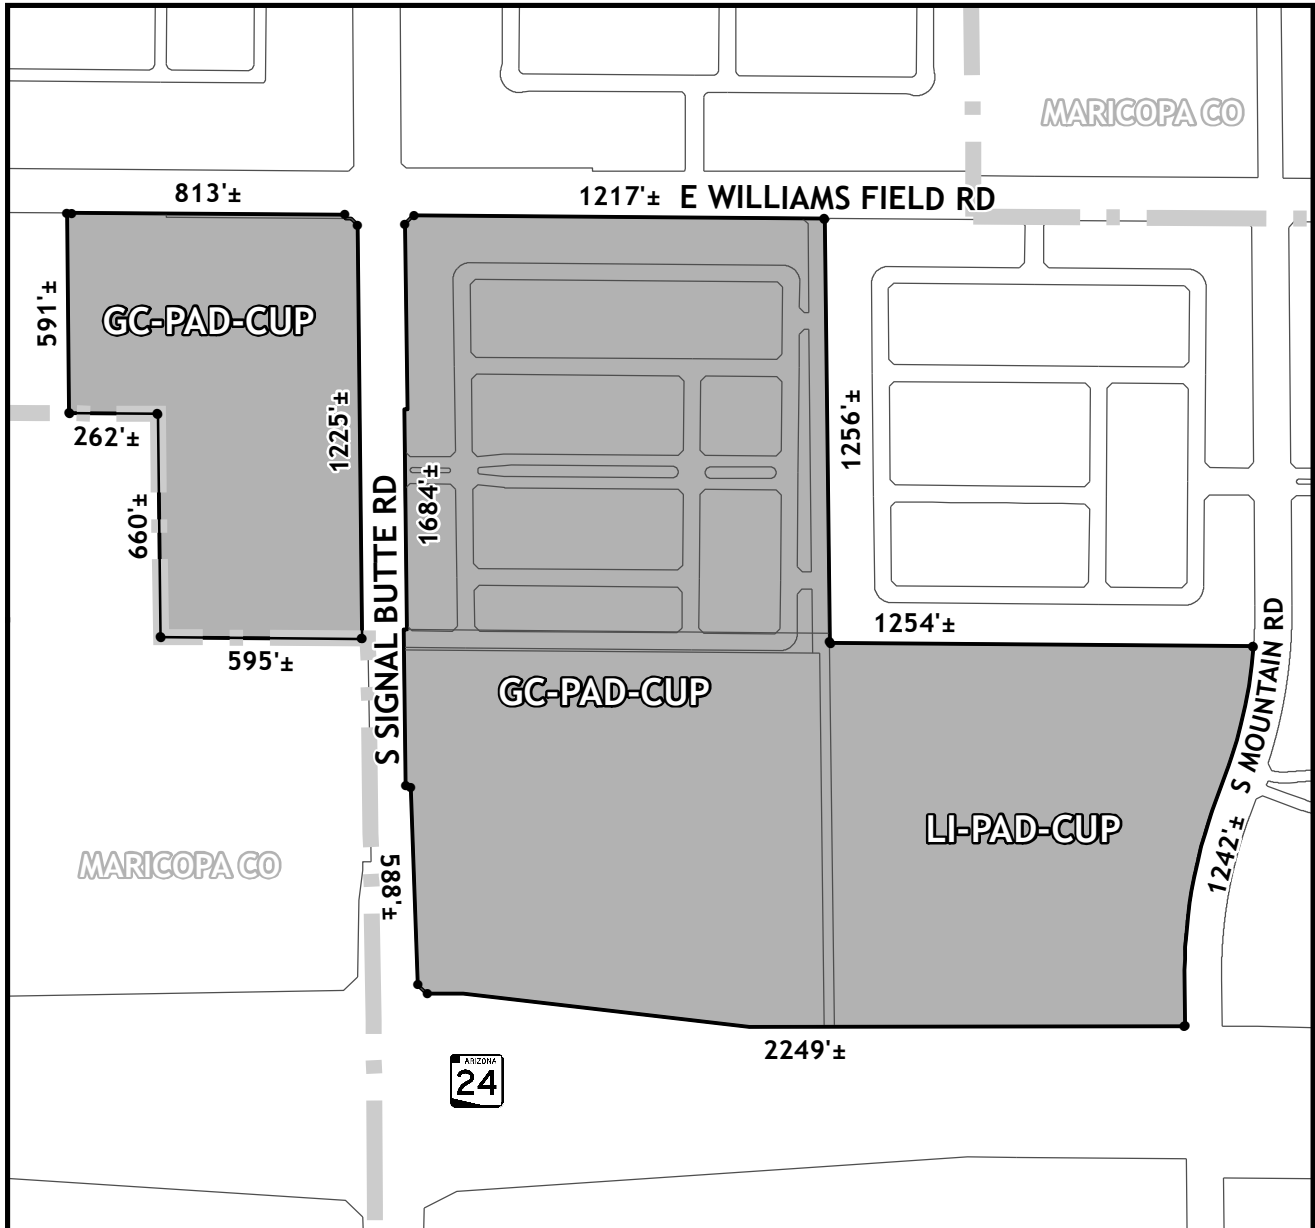 MARICOPA CO
813'±
1217'±
E WILLIAMS FIELD RD
591'±
GC-PAD-CUP
1225'±
1256'±
262'±
1684'±
660'±
S SIGNAL BUTTE RD
1254'±
595'±
S MOUNTAIN RD
GC-PAD-CUP
LI-PAD-CUP
MARICOPA CO
588'±
1242'±
2249'±
ARIZONA
24